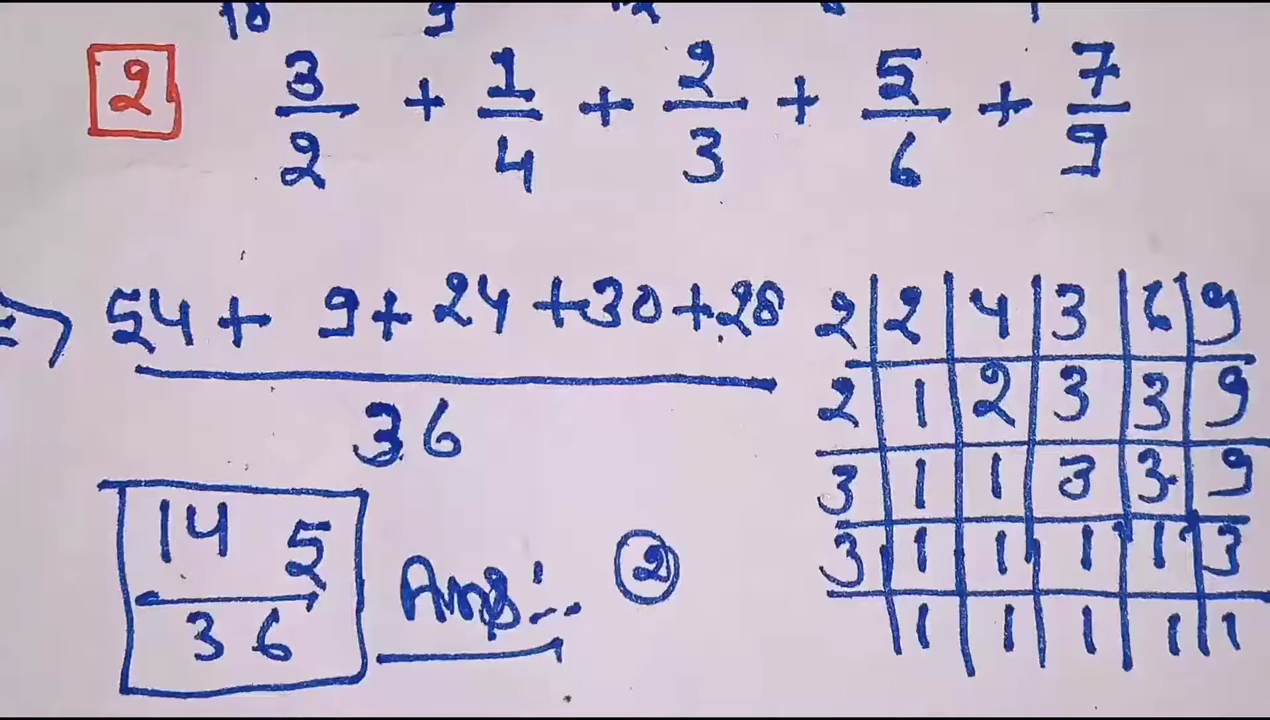 2 3/2 + 1/4 + 2/3 + 5/6 + 7/9
=> 54 + 9 + 24 + 30 + 28
36
145
36
Ans:..
2
2 | 2 | 4 | 3 | 6 | 9
2 | 1 | 2 | 3 | 3 | 9
3 | 1 | 1 | 3 | 3 | 9
3 | 1 | 1 | 1 | 1 | 3
1 | 1 | 1 | 1 | 1